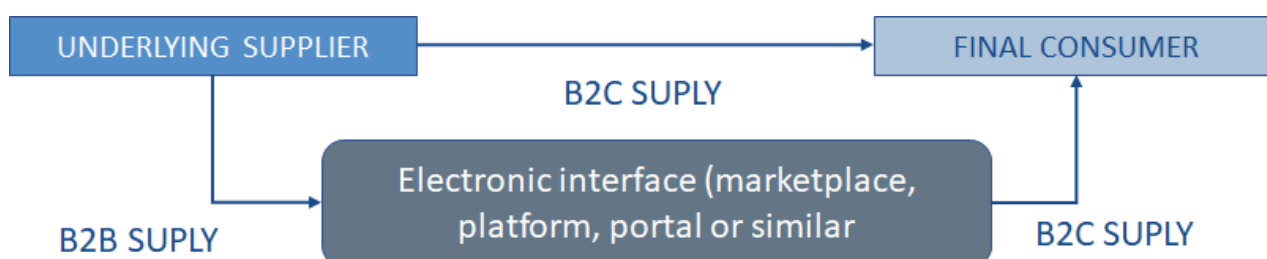 UNDERLYING SUPPLIER
FINAL CONSUMER
B2C SUPLY
Electronic interface (marketplace,
platform, portal or similar
B2B SUPLY
B2C SUPLY